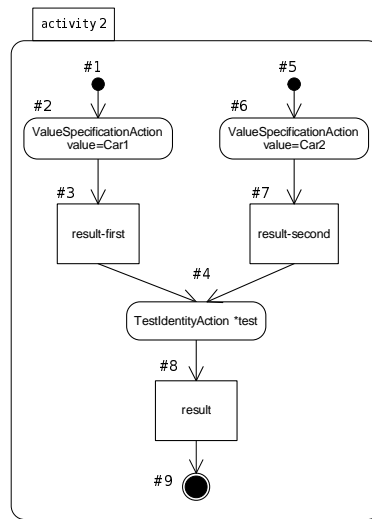 activity 2
#1
#5
#2
#6
ValueSpecificationAction
value=Car1
ValueSpecificationAction
value=Car2
#3
#7
result-first
result-second
#4
TestIdentityAction *test
#8
result
#9